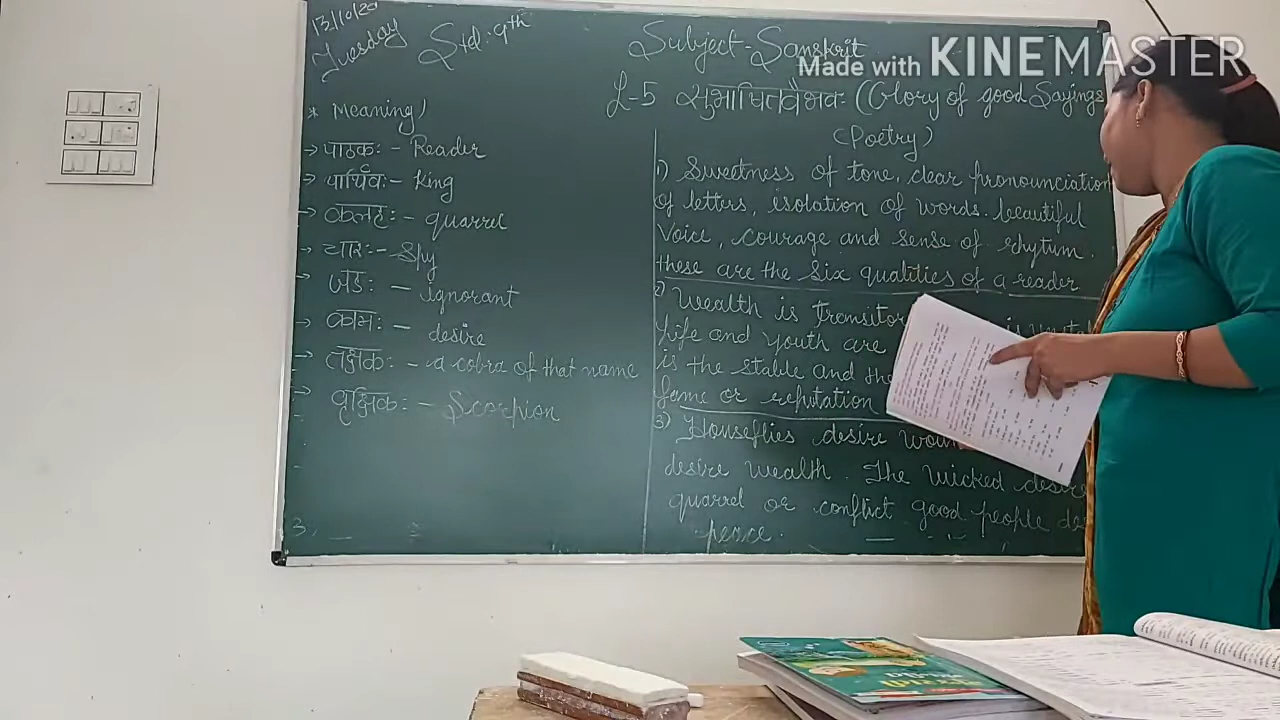 13/10/20
Tuesday
Std : 9th
Subject - Sanskrit
Made with KINEMASTER
L-5 सुभाषितवैभवः (Glory of good Sayings
(Poetry)
* Meaning)
→ पाठकः - Reader
→ पार्थिवः - King
→ कलहः - quarrel
→ चारः - Spy
जडः - ignorant
→ कामः - desire
→ तक्षकः - a cobra of that name
→ वृश्चिकः - Scorpion
1) Sweetness of tone, clear pronounciation
of letters, isolation of words. beautiful
Voice, courage and sense of rhytum.
these are the six qualities of a reader
2) Wealth is
Life and Youth are
is the stable and
fame or reputation
3) Houseflies desire
desire wealth. The wicked desire
quarrel or conflict good people
peace.